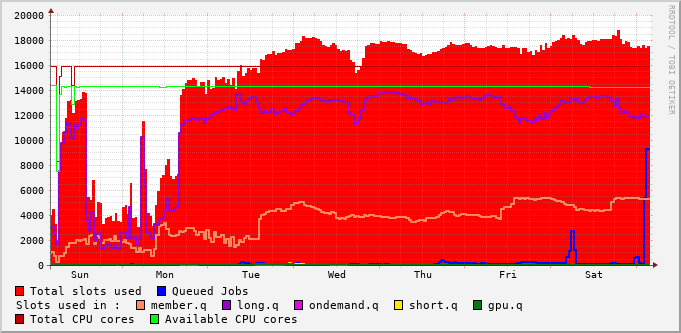 RRDTOOL / TOBI OETIKER
20000
18000
16000
14000
12000
10000
8000
6000
4000
2000
0
Sun Mon Tue Wed Thu Fri Sat
Total slots used Queued Jobs
Slots used in : member.q long.q ondemand.q short.q gpu.q
Total CPU cores Available CPU cores